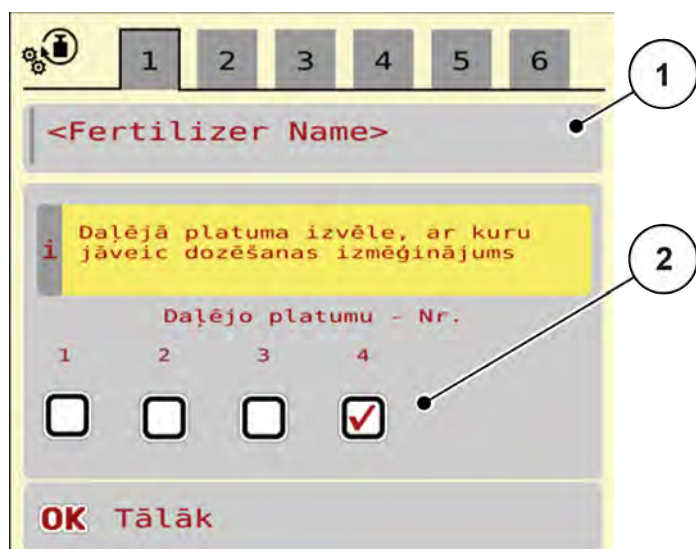 1 2 3 4 5 6
1
<Fertilizer Name>
i
Daļējā platuma izvēle, ar kuru
jāveic dozēšanas izmēģinājums
2
Daļējo platumu - Nr.
1 2 3 4
OK Tālāk